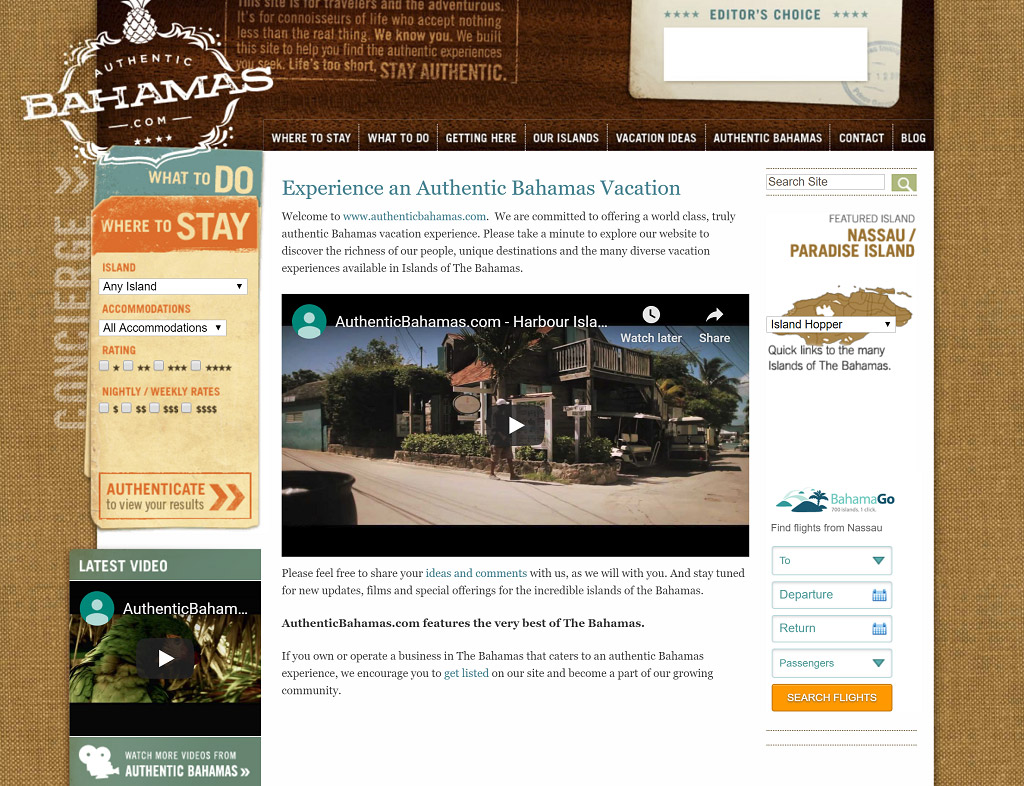 This site is for travelers and the adventurous.
It's for connoisseurs of life who accept nothing
less than the real thing. We know you. We built
this site to help you find the authentic experiences
you seek. Life's too short, STAY AUTHENTIC.
★★★★ EDITOR'S CHOICE ★★★★
AUTHENTIC
BAHAMAS
.COM
★★★★
WHERE TO STAY
WHAT TO DO
GETTING HERE
OUR ISLANDS
VACATION IDEAS
AUTHENTIC BAHAMAS
CONTACT
BLOG
CONCIERGE
WHAT TO DO
WHERE TO STAY
ISLAND
Any Island
ACCOMMODATIONS
All Accommodations
RATING
★ ★★ ★★★ ★★★★
NIGHTLY / WEEKLY RATES
$ $$ $$$ $$$$
AUTHENTICATE
to view your results
LATEST VIDEO
AuthenticBaham...
WATCH MORE VIDEOS FROM
AUTHENTIC BAHAMAS »
Experience an Authentic Bahamas Vacation
Welcome to www.authenticbahamas.com. We are committed to offering a world class, truly
authentic Bahamas vacation experience. Please take a minute to explore our website to
discover the richness of our people, unique destinations and the many diverse vacation
experiences available in Islands of The Bahamas.
AuthenticBahamas.com - Harbour Isla...
Watch later
Share
Please feel free to share your ideas and comments with us, as we will with you. And stay tuned
for new updates, films and special offerings for the incredible islands of the Bahamas.
AuthenticBahamas.com features the very best of The Bahamas.
If you own or operate a business in The Bahamas that caters to an authentic Bahamas
experience, we encourage you to get listed on our site and become a part of our growing
community.
Search Site
FEATURED ISLAND
NASSAU /
PARADISE ISLAND
Island Hopper
Quick links to the many
Islands of The Bahamas.
BahamaGo
700 islands. 1 click.
Find flights from Nassau
To
Departure
Return
Passengers
SEARCH FLIGHTS